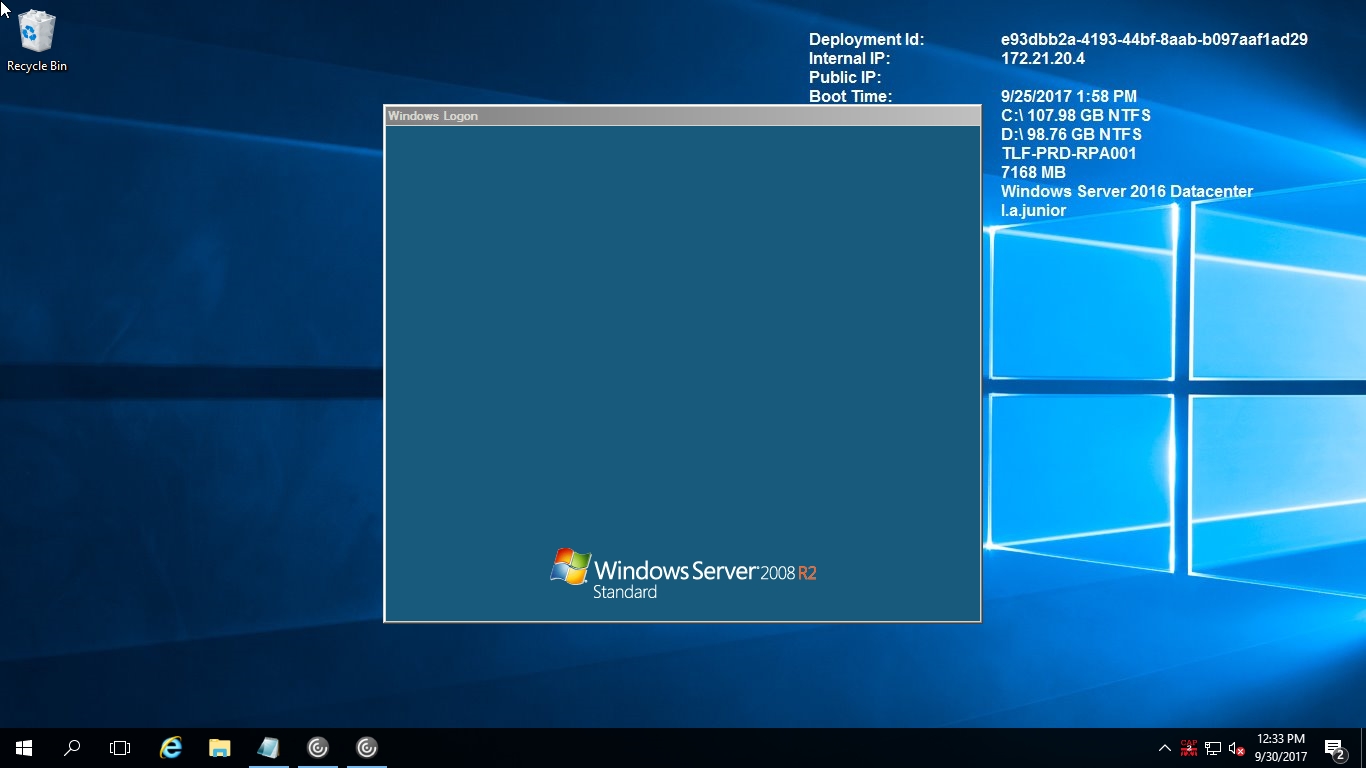 Recycle Bin
Deployment Id: e93dbb2a-4193-44bf-8aab-b097aaf1ad29
Internal IP: 172.21.20.4
Public IP:
Boot Time: 9/25/2017 1:58 PM
C:\ 107.98 GB NTFS
D:\ 98.76 GB NTFS
TLF-PRD-RPA001
7168 MB
Windows Server 2016 Datacenter
l.a.junior
Windows Logon
Windows Server 2008 R2
Standard
12:33 PM
9/30/2017
2